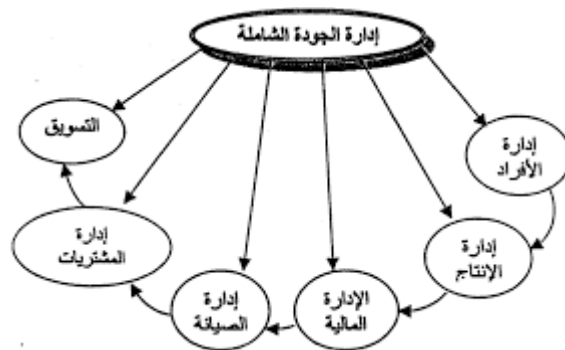 إدارة الجودة الشاملة
إدارة
الأفراد
إدارة
الإنتاج
الإدارة
المالية
إدارة
الصيانة
إدارة
المشتريات
التسويق